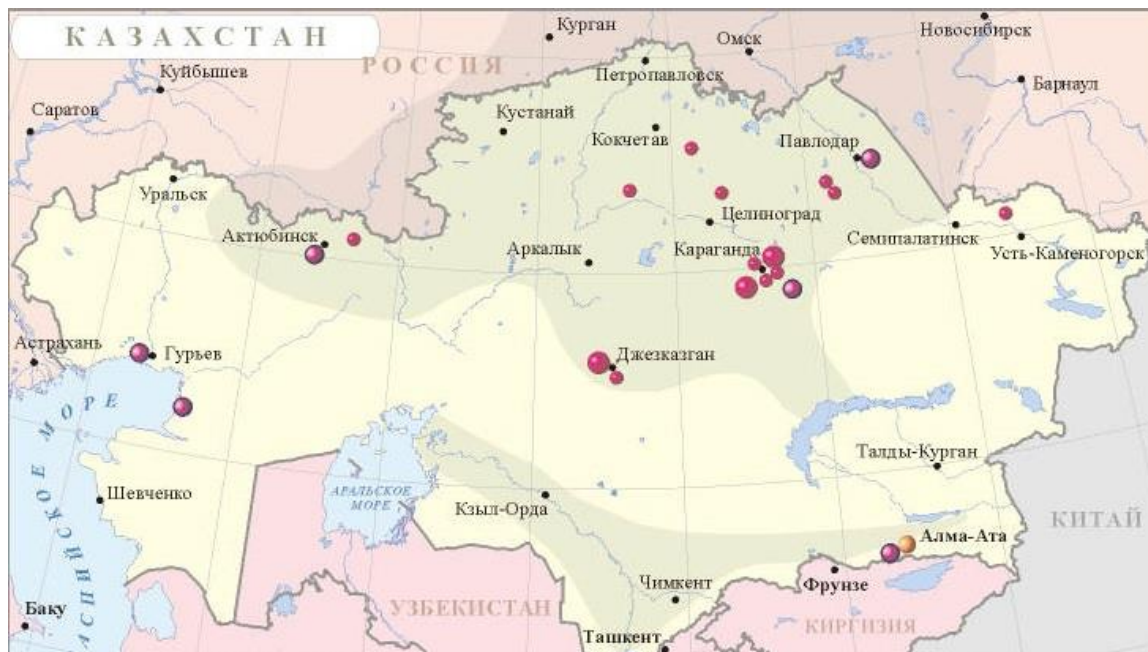 КАЗАХСТАН
Курган
Омск
Новосибирск
РОССИЯ
Куйбышев
Петропавловск
Барнаул
Саратов
Кустанай
Кокчетав
Павлодар
Уральск
Целиноград
Актюбинск
Аркалык
Караганда
Семипалатинск
Усть-Каменогорск
Астрахань
Гурьев
Джезказган
АСПИЙСКОЕ МОРЕ
Талды-Курган
Шевченко
АРАЛЬСКОЕ
МОРЕ
Кзыл-Орда
КИТАЙ
Алма-Ата
Чимкент
Фрунзе
Баку
УЗБЕКИСТАН
КИРГИЗИЯ
Ташкент